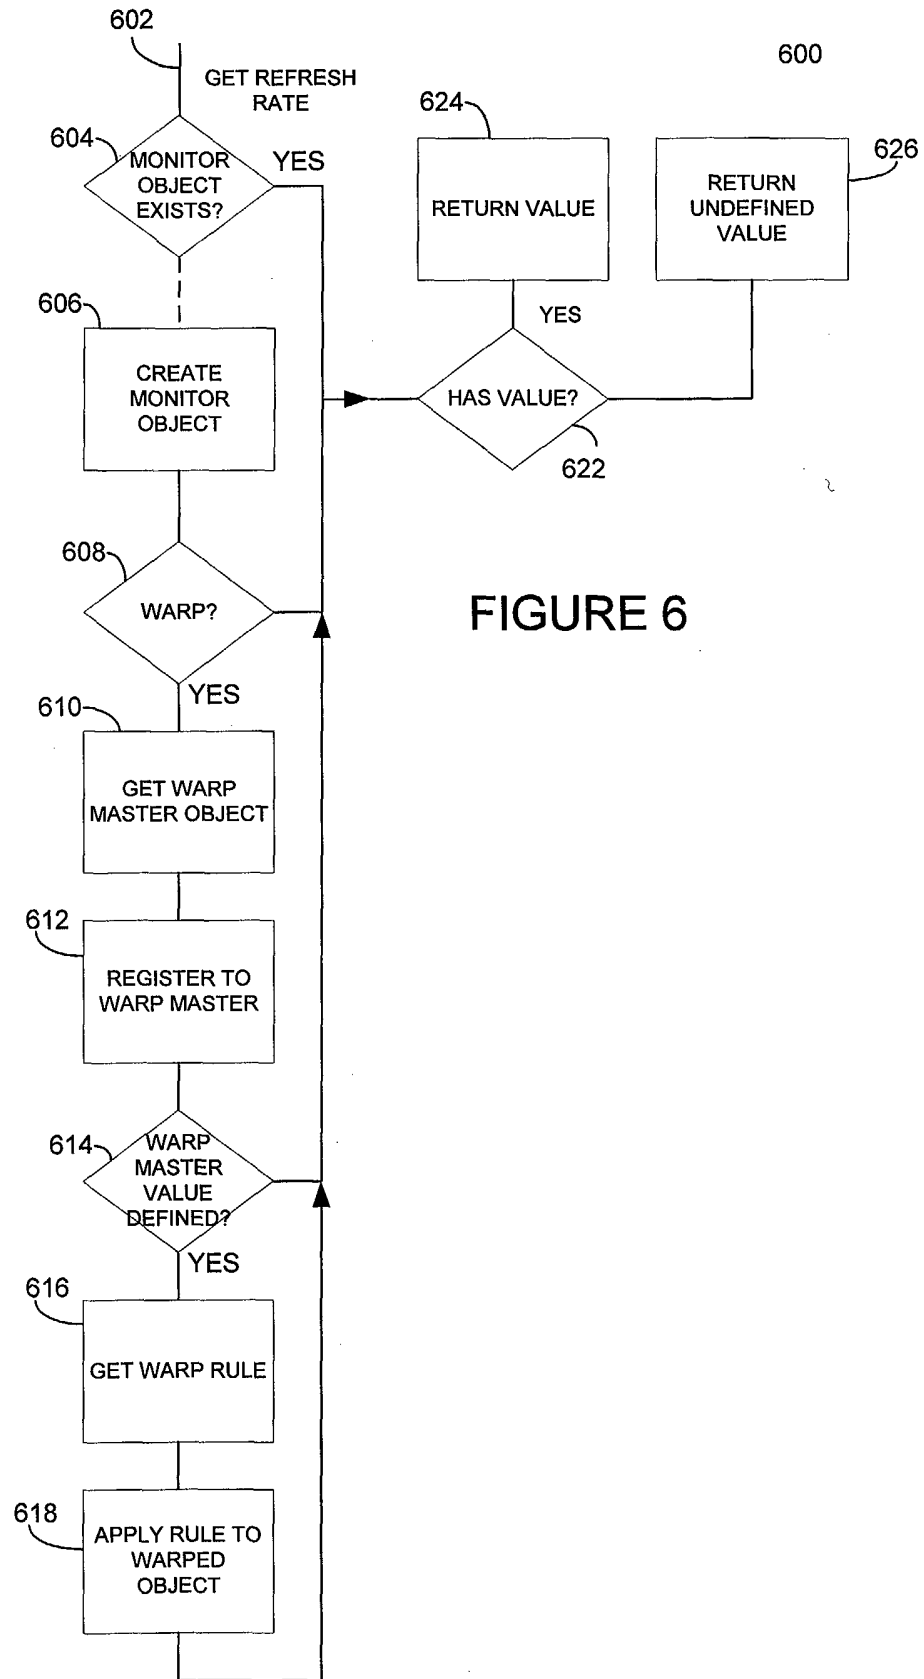 602
600
GET REFRESH
RATE
604
MONITOR
OBJECT
EXISTS?
YES
624
RETURN VALUE
626
RETURN
UNDEFINED
VALUE
606
CREATE
MONITOR
OBJECT
YES
HAS VALUE?
622
608
WARP?
YES
FIGURE 6
610
GET WARP
MASTER OBJECT
612
REGISTER TO
WARP MASTER
614
WARP
MASTER
VALUE
DEFINED?
YES
616
GET WARP RULE
618
APPLY RULE TO
WARPED
OBJECT